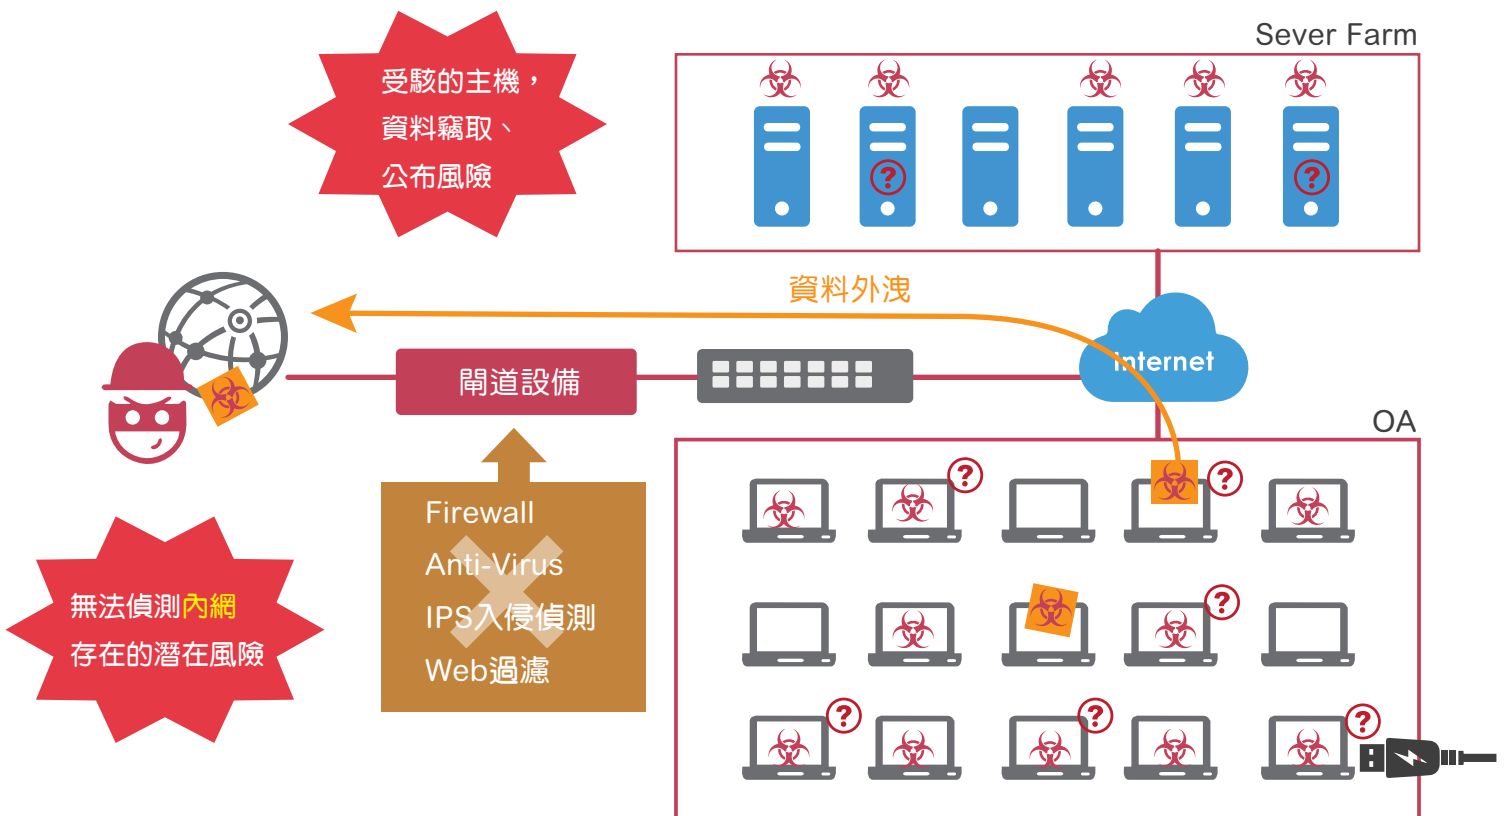 Sever Farm
受駭的主機，
資料竊取、
公布風險
資料外洩
Internet
閘道設備
OA
Firewall
Anti-Virus
IPS入侵偵測
Web過濾
無法偵測內網
存在的潛在風險
?
?
?
?
?
?
?
?